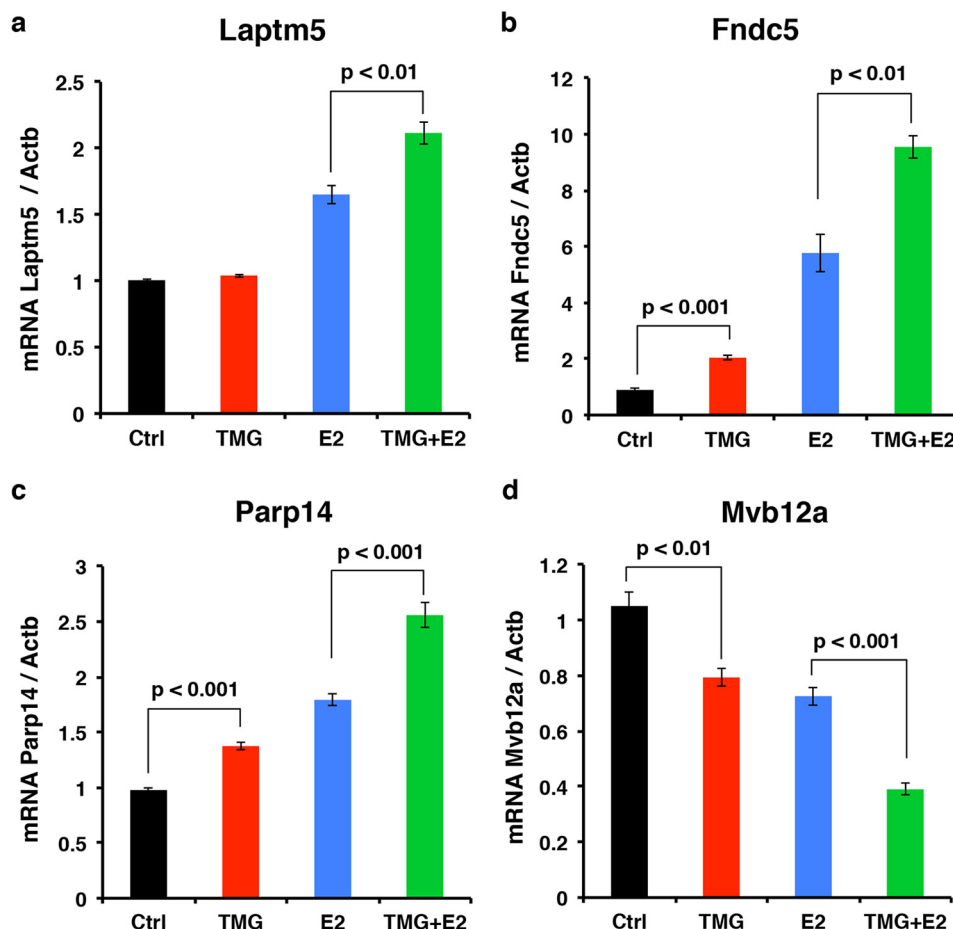 a
Laptm5
p < 0.01
mRNA Laptm5 / Actb
2.5
2
1.5
1
0.5
0
Ctrl TMG E2 TMG+E2
b
Fndc5
p < 0.01
p < 0.001
mRNA Fndc5 / Actb
12
10
8
6
4
2
0
Ctrl TMG E2 TMG+E2
c
Parp14
p < 0.001
p < 0.001
mRNA Parp14 / Actb
3
2.5
2
1.5
1
0.5
0
Ctrl TMG E2 TMG+E2
d
Mvb12a
p < 0.01
p < 0.001
mRNA Mvb12a / Actb
1.2
1
0.8
0.6
0.4
0.2
0
Ctrl TMG E2 TMG+E2